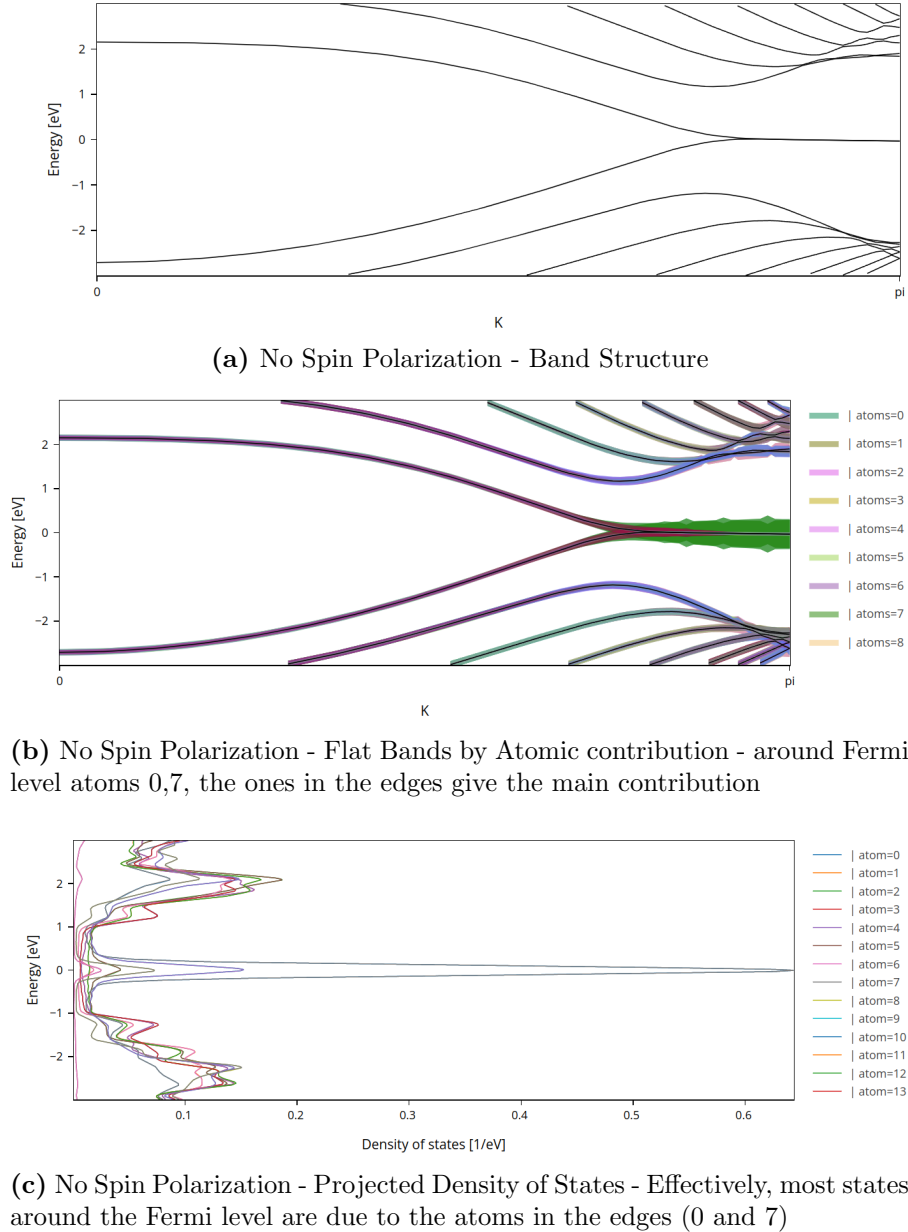 2
1
0
−1
−2
Energy [eV]
0
pi
K
(a) No Spin Polarization - Band Structure
2
1
0
−1
−2
Energy [eV]
0
pi
K
| atoms=0
| atoms=1
| atoms=2
| atoms=3
| atoms=4
| atoms=5
| atoms=6
| atoms=7
| atoms=8
(b) No Spin Polarization - Flat Bands by Atomic contribution - around Fermi
level atoms 0,7, the ones in the edges give the main contribution
2
1
0
−1
−2
Energy [eV]
0.1
0.2
0.3
0.4
0.5
0.6
Density of states [1/eV]
| atom=0
| atom=1
| atom=2
| atom=3
| atom=4
| atom=5
| atom=6
| atom=7
| atom=8
| atom=9
| atom=10
| atom=11
| atom=12
| atom=13
(c) No Spin Polarization - Projected Density of States - Effectively, most states
around the Fermi level are due to the atoms in the edges (0 and 7)